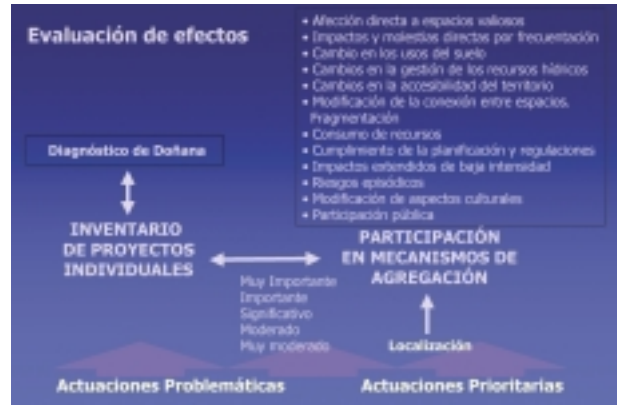 Evaluación de efectos
• Afección directa a espacios valiosos
• Impactos y molestias directas por frecuentación
• Cambio en los usos del suelo
• Cambios en la gestión de los recursos hídricos
• Cambios en la accesibilidad del territorio
• Modificación de la conexión entre espacios.
Fragmentación
• Consumo de recursos
• Cumplimiento de la planificación y regulaciones
• Impactos extendidos de baja intensidad
• Riesgos episódicos
• Modificación de aspectos culturales
• Participación pública
Diagnóstico de Doñana
INVENTARIO
DE PROYECTOS
INDIVIDUALES
PARTICIPACIÓN
EN MECANISMOS DE
AGREGACIÓN
Muy Importante
Importante
Significativo
Moderado
Muy moderado
Localización
Actuaciones Problemáticas
Actuaciones Prioritarias